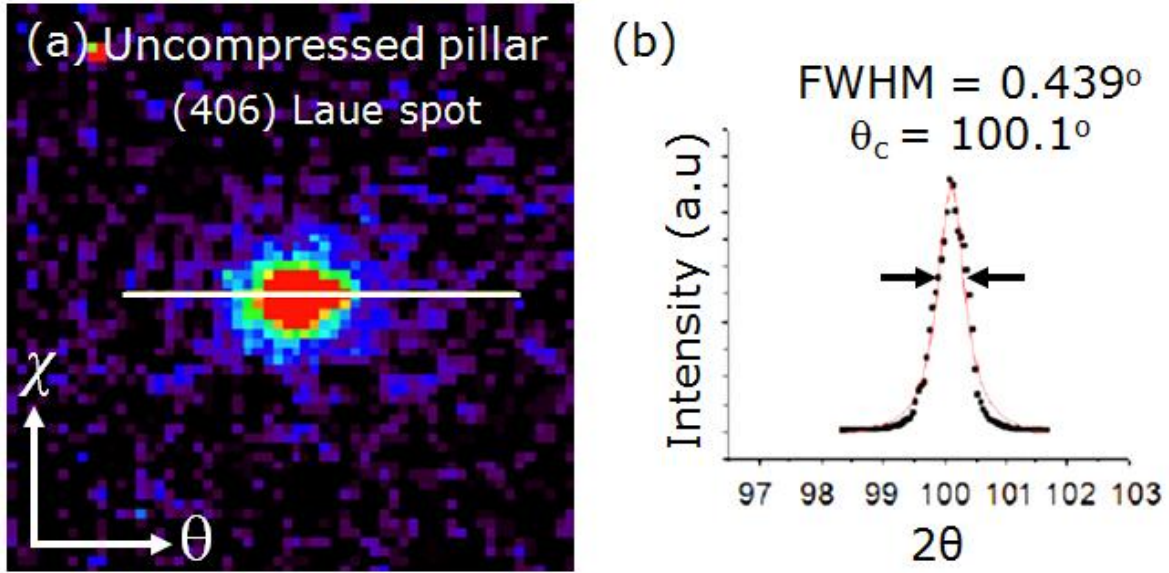 (a) Uncompressed pillar
(406) Laue spot
χ
θ
(b)
FWHM = 0.439°
θc = 100.1°
Intensity (a.u)
97 98 99 100 101 102 103
2θ